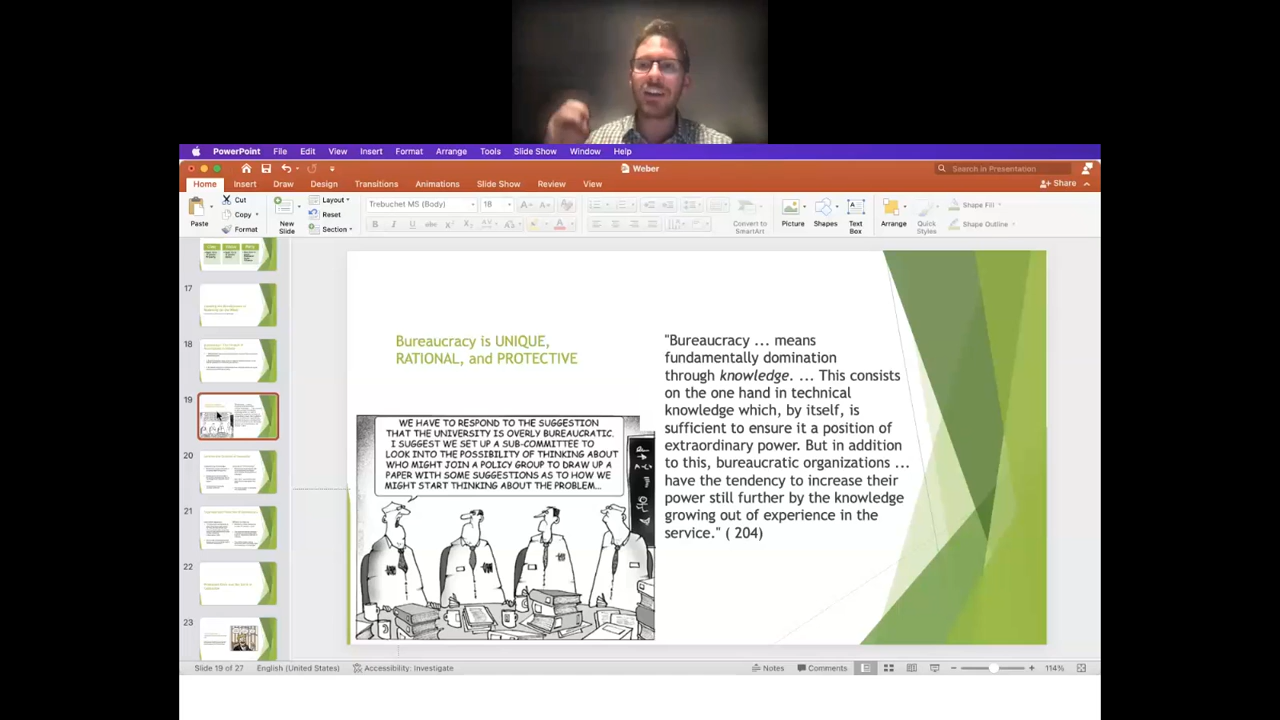 PowerPoint File Edit View Insert Format Arrange Tools Slide Show Window Help
Weber
Search in Presentation
Home Insert Draw Design Transitions Animations Slide Show Review View
Share
Paste
Cut
Copy
Format
New
Slide
Layout
Reset
Section
Trebuchet MS (Body)
18
Convert to
SmartArt
Picture
Shapes
Text
Box
Arrange
Quick
Styles
Shape Fill
Shape Outline
17
18
19
20
21
22
23
Bureaucracy is UNIQUE,
RATIONAL, and PROTECTIVE
WE HAVE TO RESPOND TO THE SUGGESTION
THAT THE UNIVERSITY IS OVERLY BUREAUCRATIC.
I SUGGEST WE SET UP A SUB-COMMITTEE TO
LOOK INTO THE POSSIBILITY OF THINKING ABOUT
WHO MIGHT JOIN A POLICY GROUP TO DRAW UP A
PAPER WITH SOME SUGGESTIONS AS TO HOW WE
MIGHT START THINKING ABOUT THE PROBLEM...
"Bureaucracy ... means
fundamentally domination
through knowledge. ... This consists
on the one hand in technical
knowledge which, by itself, is
sufficient to ensure it a position of
extraordinary power. But in addition
to this, bureaucratic organizations ...
have the tendency to increase their
power still further by the knowledge
growing out of experience in the
service." ( 204)
Slide 19 of 27 English (United States) Accessibility: Investigate
Notes Comments 114%